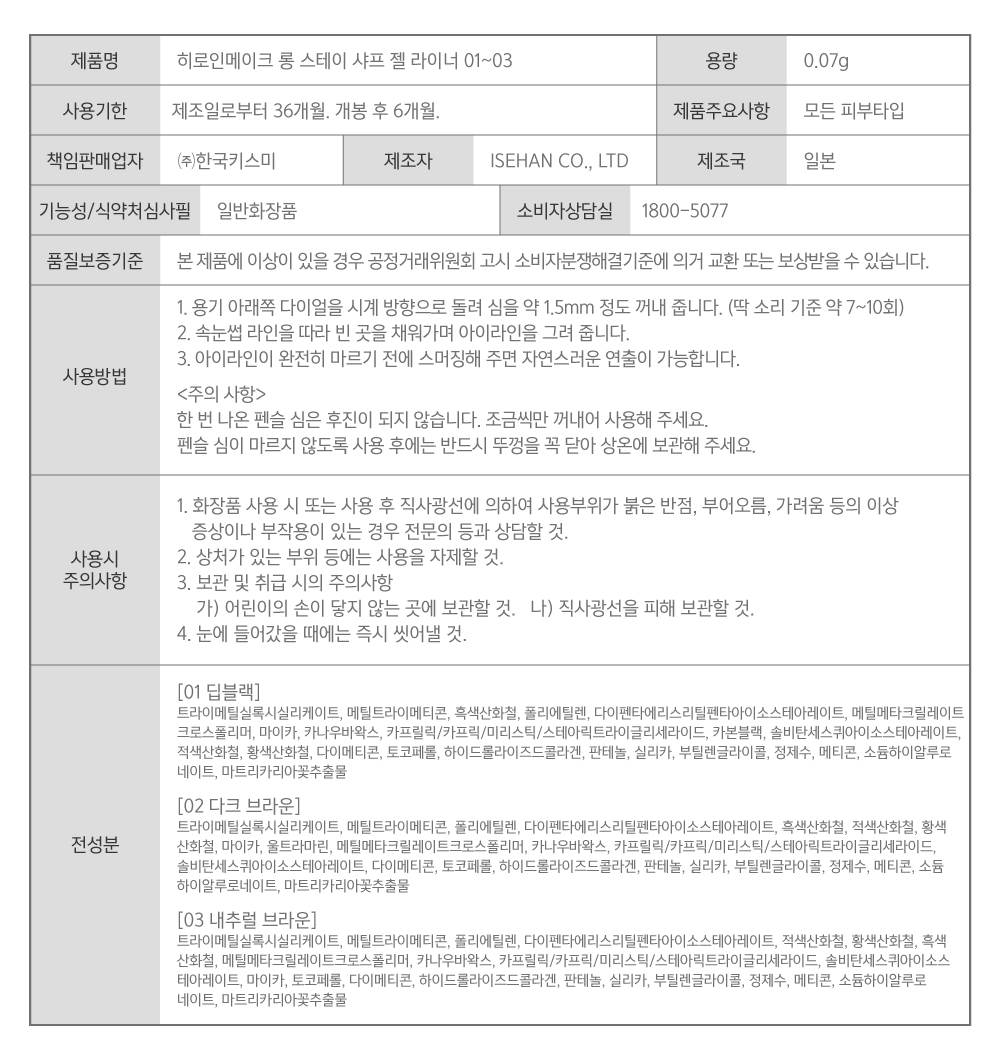 제품명 히로인메이크 롱 스테이 샤프 젤 라이너 01~03 용량 0.07g
사용기한 제조일로부터 36개월. 개봉 후 6개월. 제품주요사항 모든 피부타입
책임판매업자 ㈜한국키스미 제조자 ISEHAN CO., LTD 제조국 일본
기능성/식약처심사필 일반화장품 소비자상담실 1800-5077
품질보증기준 본 제품에 이상이 있을 경우 공정거래위원회 고시 소비자분쟁해결기준에 의거 교환 또는 보상받을 수 있습니다.
사용방법
1. 용기 아래쪽 다이얼을 시계 방향으로 돌려 심을 약 1.5mm 정도 꺼내 줍니다. (딱 소리 기준 약 7~10회)
2. 속눈썹 라인을 따라 빈 곳을 채워가며 아이라인을 그려 줍니다.
3. 아이라인이 완전히 마르기 전에 스머징해 주면 자연스러운 연출이 가능합니다.
<주의 사항>
한 번 나온 펜슬 심은 후진이 되지 않습니다. 조금씩만 꺼내어 사용해 주세요.
펜슬 심이 마르지 않도록 사용 후에는 반드시 뚜껑을 꼭 닫아 상온에 보관해 주세요.
사용시
주의사항
1. 화장품 사용 시 또는 사용 후 직사광선에 의하여 사용부위가 붉은 반점, 부어오름, 가려움 등의 이상
증상이나 부작용이 있는 경우 전문의 등과 상담할 것.
2. 상처가 있는 부위 등에는 사용을 자제할 것.
3. 보관 및 취급 시의 주의사항
가) 어린이의 손이 닿지 않는 곳에 보관할 것. 나) 직사광선을 피해 보관할 것.
4. 눈에 들어갔을 때에는 즉시 씻어낼 것.
전성분
[01 딥블랙]
트라이메틸실록시실리케이트, 메틸트라이메티콘, 흑색산화철, 폴리에틸렌, 다이펜타에리스리틸펜타아이소스테아레이트, 메틸메타크릴레이트
크로스폴리머, 마이카, 카나우바왁스, 카프릴릭/카프릭/미리스틱/스테아릭트라이글리세라이드, 카본블랙, 솔비탄세스퀴아이소스테아레이트,
적색산화철, 황색산화철, 다이메티콘, 토코페롤, 하이드롤라이즈드콜라겐, 판테놀, 실리카, 부틸렌글라이콜, 정제수, 메티콘, 소듐하이알루로
네이트, 마트리카리아꽃추출물
[02 다크 브라운]
트라이메틸실록시실리케이트, 메틸트라이메티콘, 폴리에틸렌, 다이펜타에리스리틸펜타아이소스테아레이트, 흑색산화철, 적색산화철, 황색
산화철, 마이카, 울트라마린, 메틸메타크릴레이트크로스폴리머, 카나우바왁스, 카프릴릭/카프릭/미리스틱/스테아릭트라이글리세라이드,
솔비탄세스퀴아이소스테아레이트, 다이메티콘, 토코페롤, 하이드롤라이즈드콜라겐, 판테놀, 실리카, 부틸렌글라이콜, 정제수, 메티콘, 소듐
하이알루로네이트, 마트리카리아꽃추출물
[03 내추럴 브라운]
트라이메틸실록시실리케이트, 메틸트라이메티콘, 폴리에틸렌, 다이펜타에리스리틸펜타아이소스테아레이트, 적색산화철, 황색산화철, 흑색
산화철, 메틸메타크릴레이트크로스폴리머, 카나우바왁스, 카프릴릭/카프릭/미리스틱/스테아릭트라이글리세라이드, 솔비탄세스퀴아이소스
테아레이트, 마이카, 토코페롤, 다이메티콘, 하이드롤라이즈드콜라겐, 판테놀, 실리카, 부틸렌글라이콜, 정제수, 메티콘, 소듐하이알루로
네이트, 마트리카리아꽃추출물